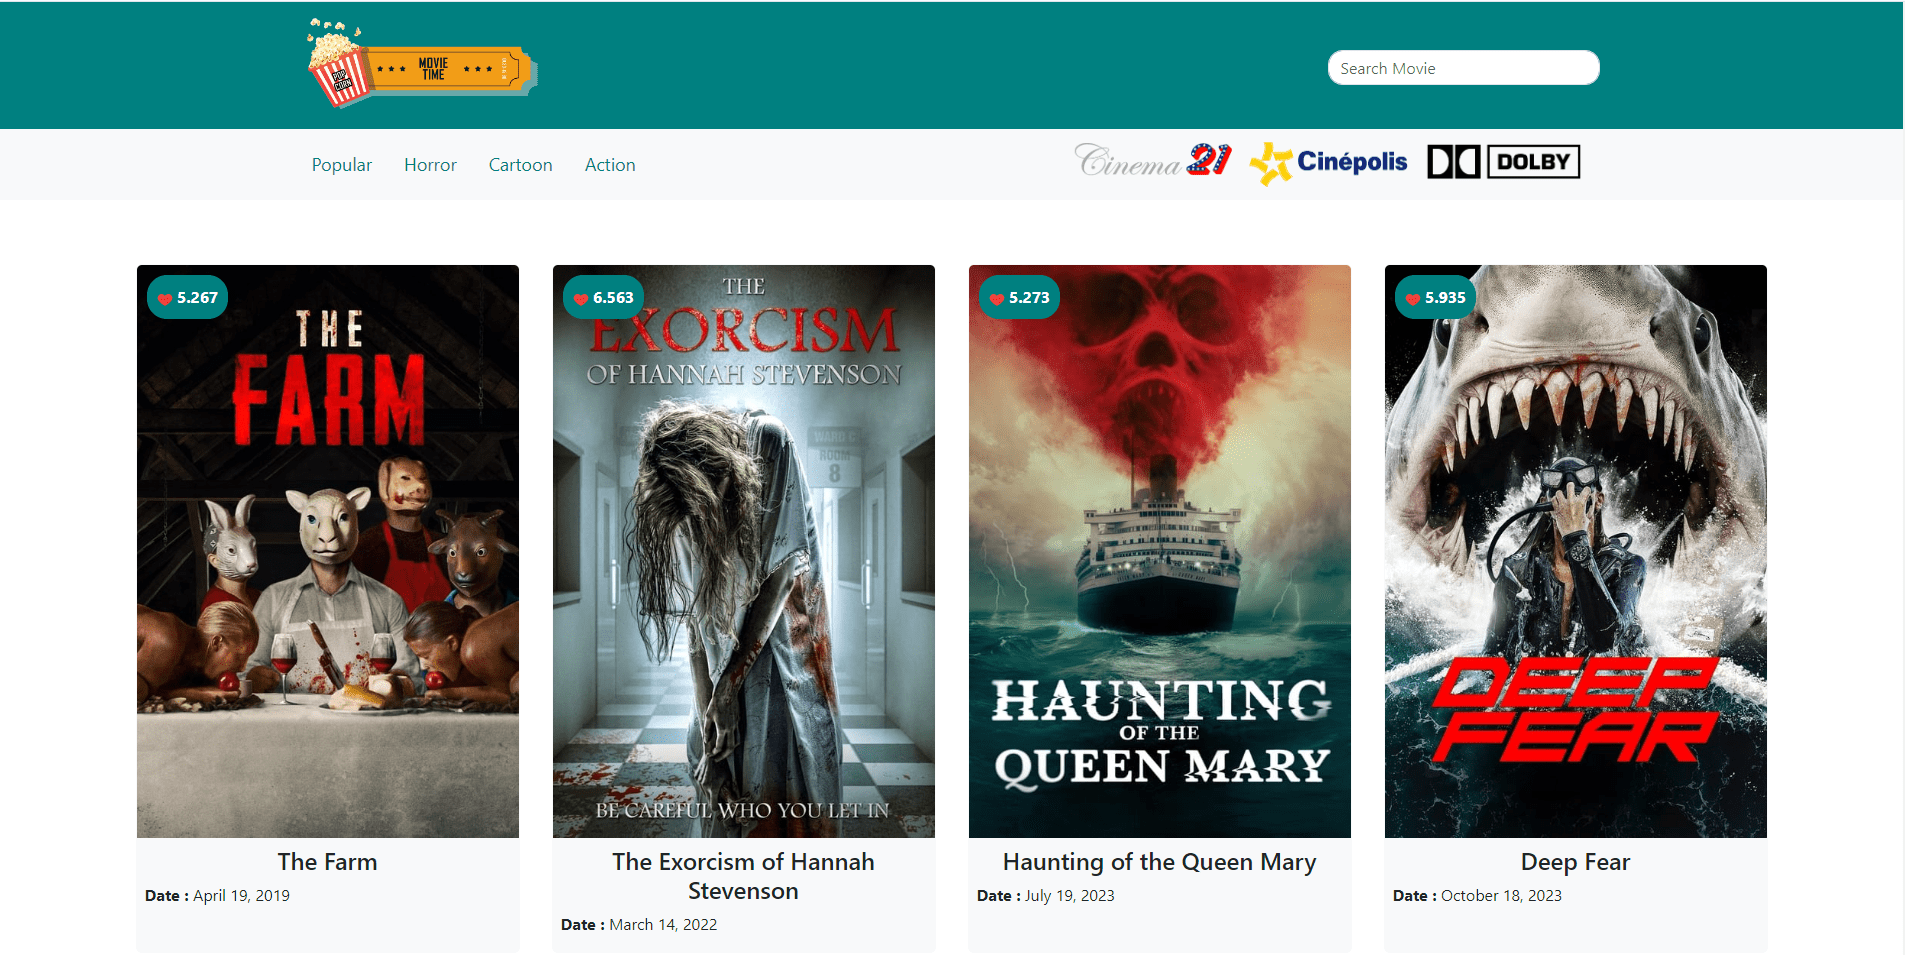 MOVIE
TIME
POP
CORN
Search Movie
Popular
Horror
Cartoon
Action
Cinema 21
Cinépolis
DOLBY
5.267
THE
FARM
6.563
THE
EXORCISM
OF HANNAH STEVENSON
WARD C
ROOM
8
BE CAREFUL WHO YOU LET IN
5.273
HAUNTING
OF THE
QUEEN MARY
5.935
DEEP
FEAR
The Farm
Date : April 19, 2019
The Exorcism of Hannah
Stevenson
Date : March 14, 2022
Haunting of the Queen Mary
Date : July 19, 2023
Deep Fear
Date : October 18, 2023